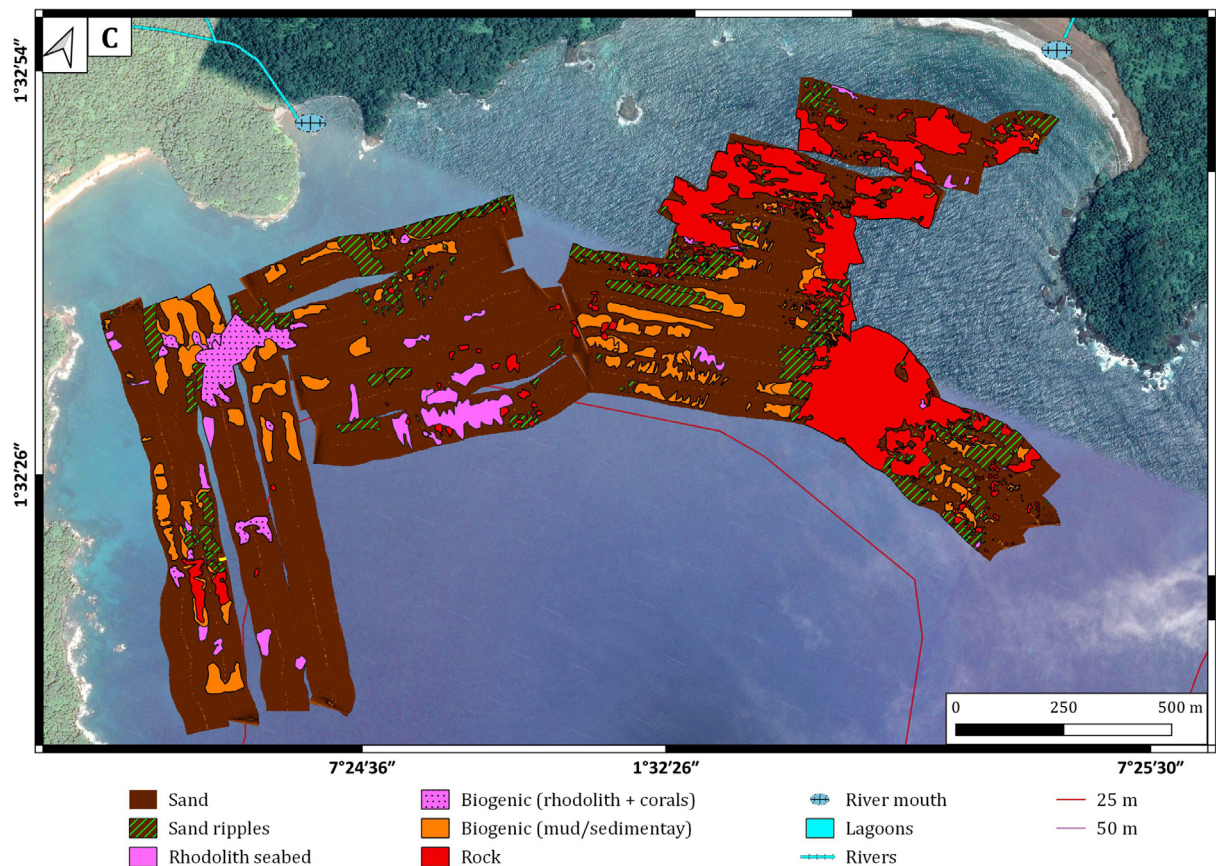 C
1°32′54″
1°32′26″
0 250 500 m
7°24′36″ 1°32′26″ 7°25′30″
Sand Biogenic (rhodolith + corals) River mouth 25 m
Sand ripples Biogenic (mud/sedimentay) Lagoons 50 m
Rhodolith seabed Rock Rivers